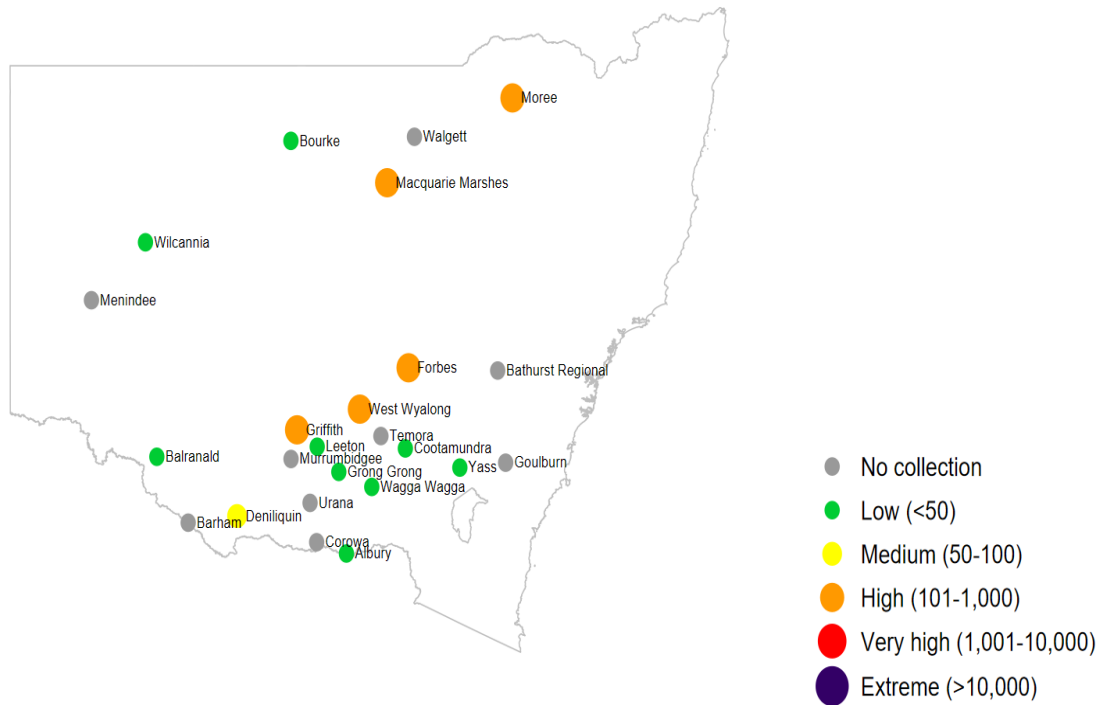 Moree
Bourke
Walgett
Macquarie Marshes
Wilcannia
Menindee
Forbes
Bathurst Regional
West Wyalong
Griffith
Temora
Leeton
Cootamundra
Balranald
Murrumbidgee
Goulburn
Grong Grong
Yass
Wagga Wagga
Urana
Deniliquin
Barham
Corowa
Albury
No collection
Low (<50)
Medium (50-100)
High (101-1,000)
Very high (1,001-10,000)
Extreme (>10,000)